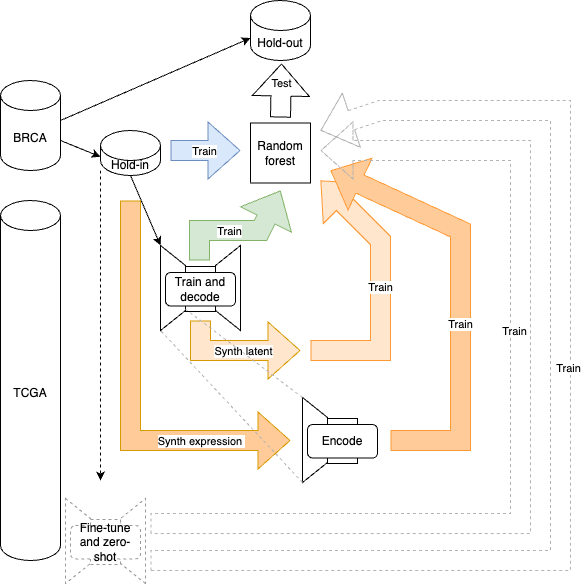 Hold-out
Test
BRCA
Hold-in
Train
Random
forest
Train
Train and
decode
Train
Synth latent
Train
Train
Train
TCGA
Synth expression
Encode
Fine-tune
and zero-
shot